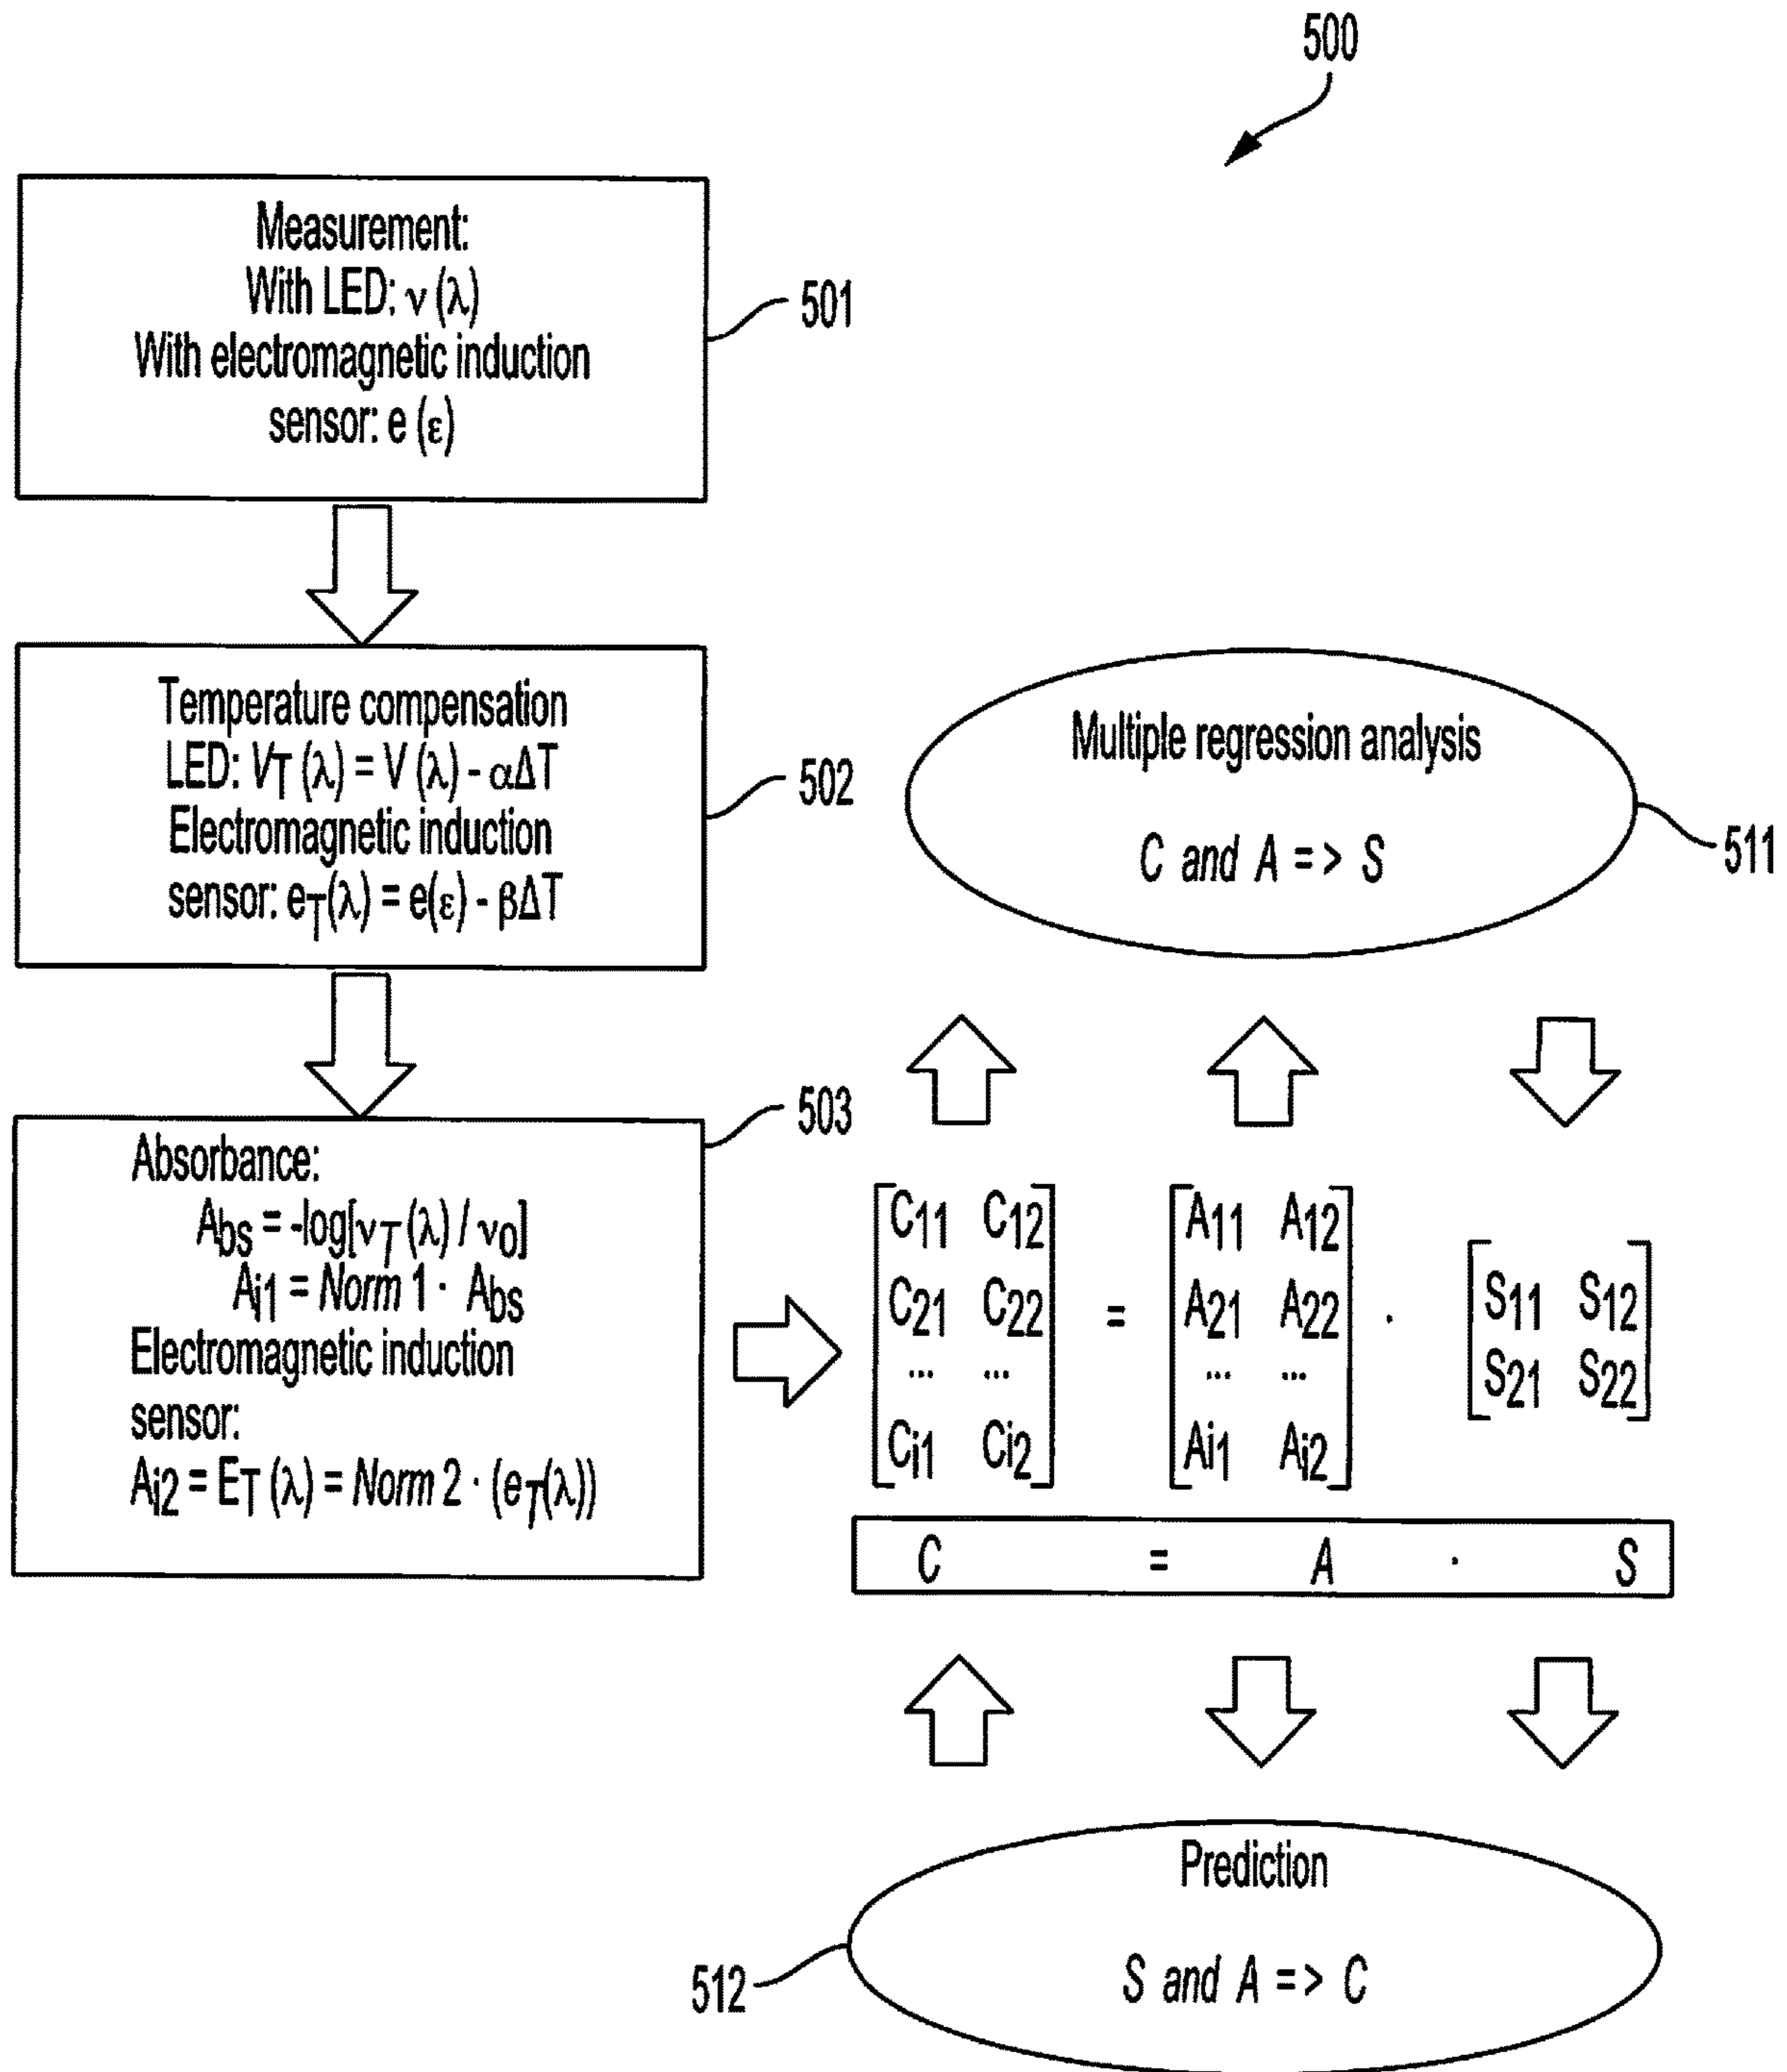 500
Measurement:
With LED: ν (λ)
With electromagnetic induction
sensor: e (ε)
501
Temperature compensation
LED: VT (λ) = V (λ) - αΔT
Electromagnetic induction
sensor: eT(λ) = e(ε) - βΔT
502
Multiple regression analysis
C and A = > S
511
Absorbance:
Abs = -log[νT (λ) / ν0]
Ai1 = Norm 1 · Abs
Electromagnetic induction
sensor:
Ai2 = ET (λ) = Norm 2 · (eT(λ))
503
C11 C12 A11 A12
C21 C22 = A21 A22 · S11 S12
... ... ... ... S21 S22
Ci1 Ci2 Ai1 Ai2
C = A · S
Prediction
S and A = > C
512